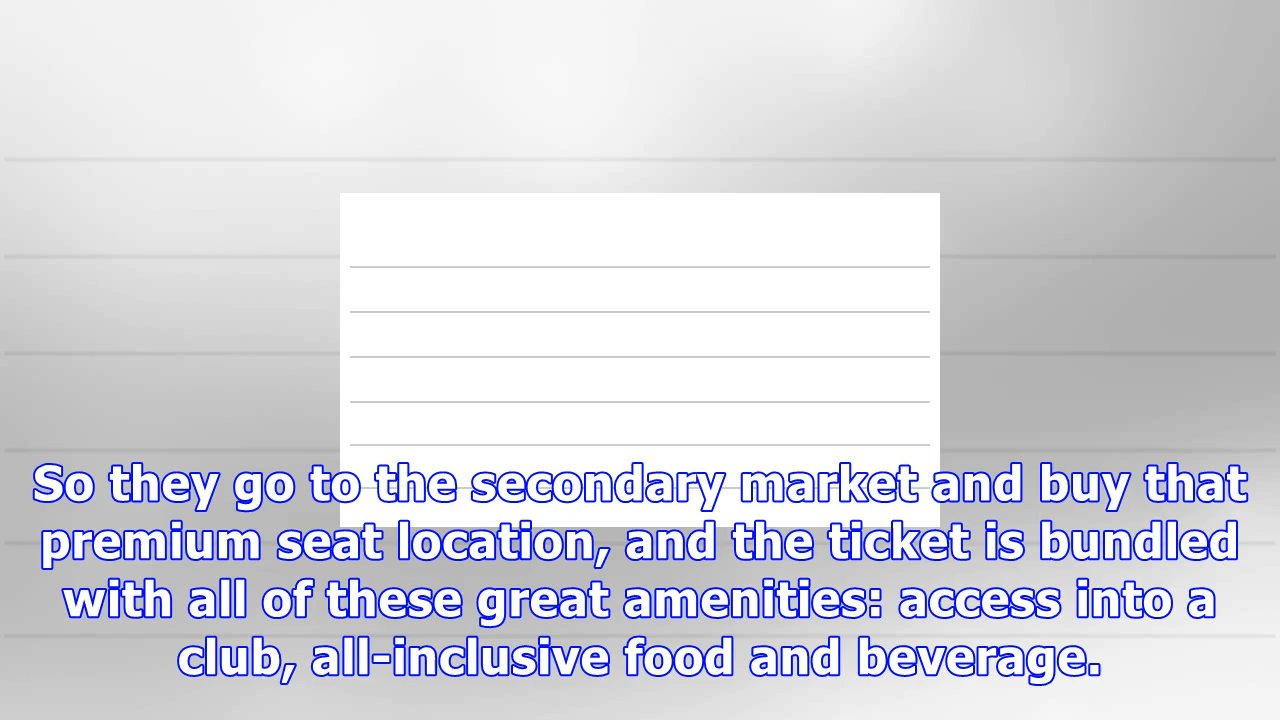 So they go to the secondary market and buy that
premium seat location, and the ticket is bundled
with all of these great amenities: access into a
club, all-inclusive food and beverage.